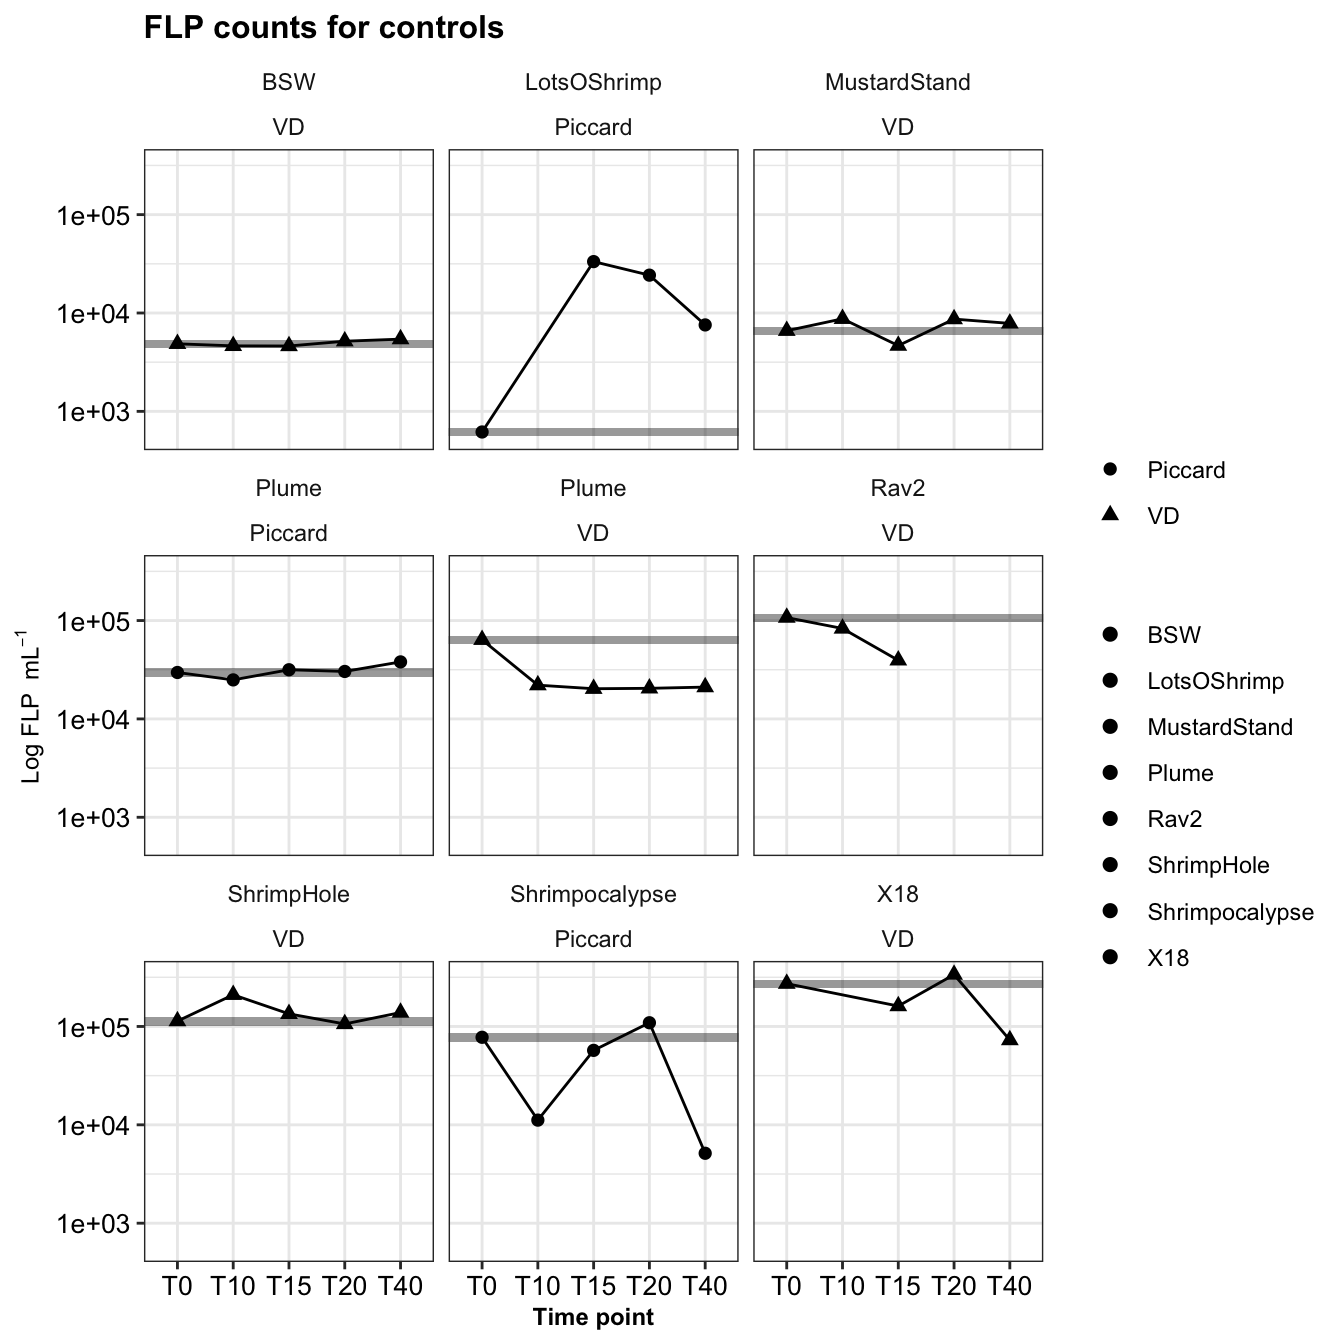 FLP counts for controls
BSW
VD
LotsOShrimp
Piccard
MustardStand
VD
1e+05
1e+04
1e+03
Plume
Piccard
Plume
VD
Rav2
VD
1e+05
1e+04
1e+03
ShrimpHole
VD
Shrimpocalypse
Piccard
X18
VD
1e+05
1e+04
1e+03
T0 T10 T15 T20 T40
T0 T10 T15 T20 T40
T0 T10 T15 T20 T40
Time point
Log FLP mL⁻¹
Piccard
VD
BSW
LotsOShrimp
MustardStand
Plume
Rav2
ShrimpHole
Shrimpocalypse
X18